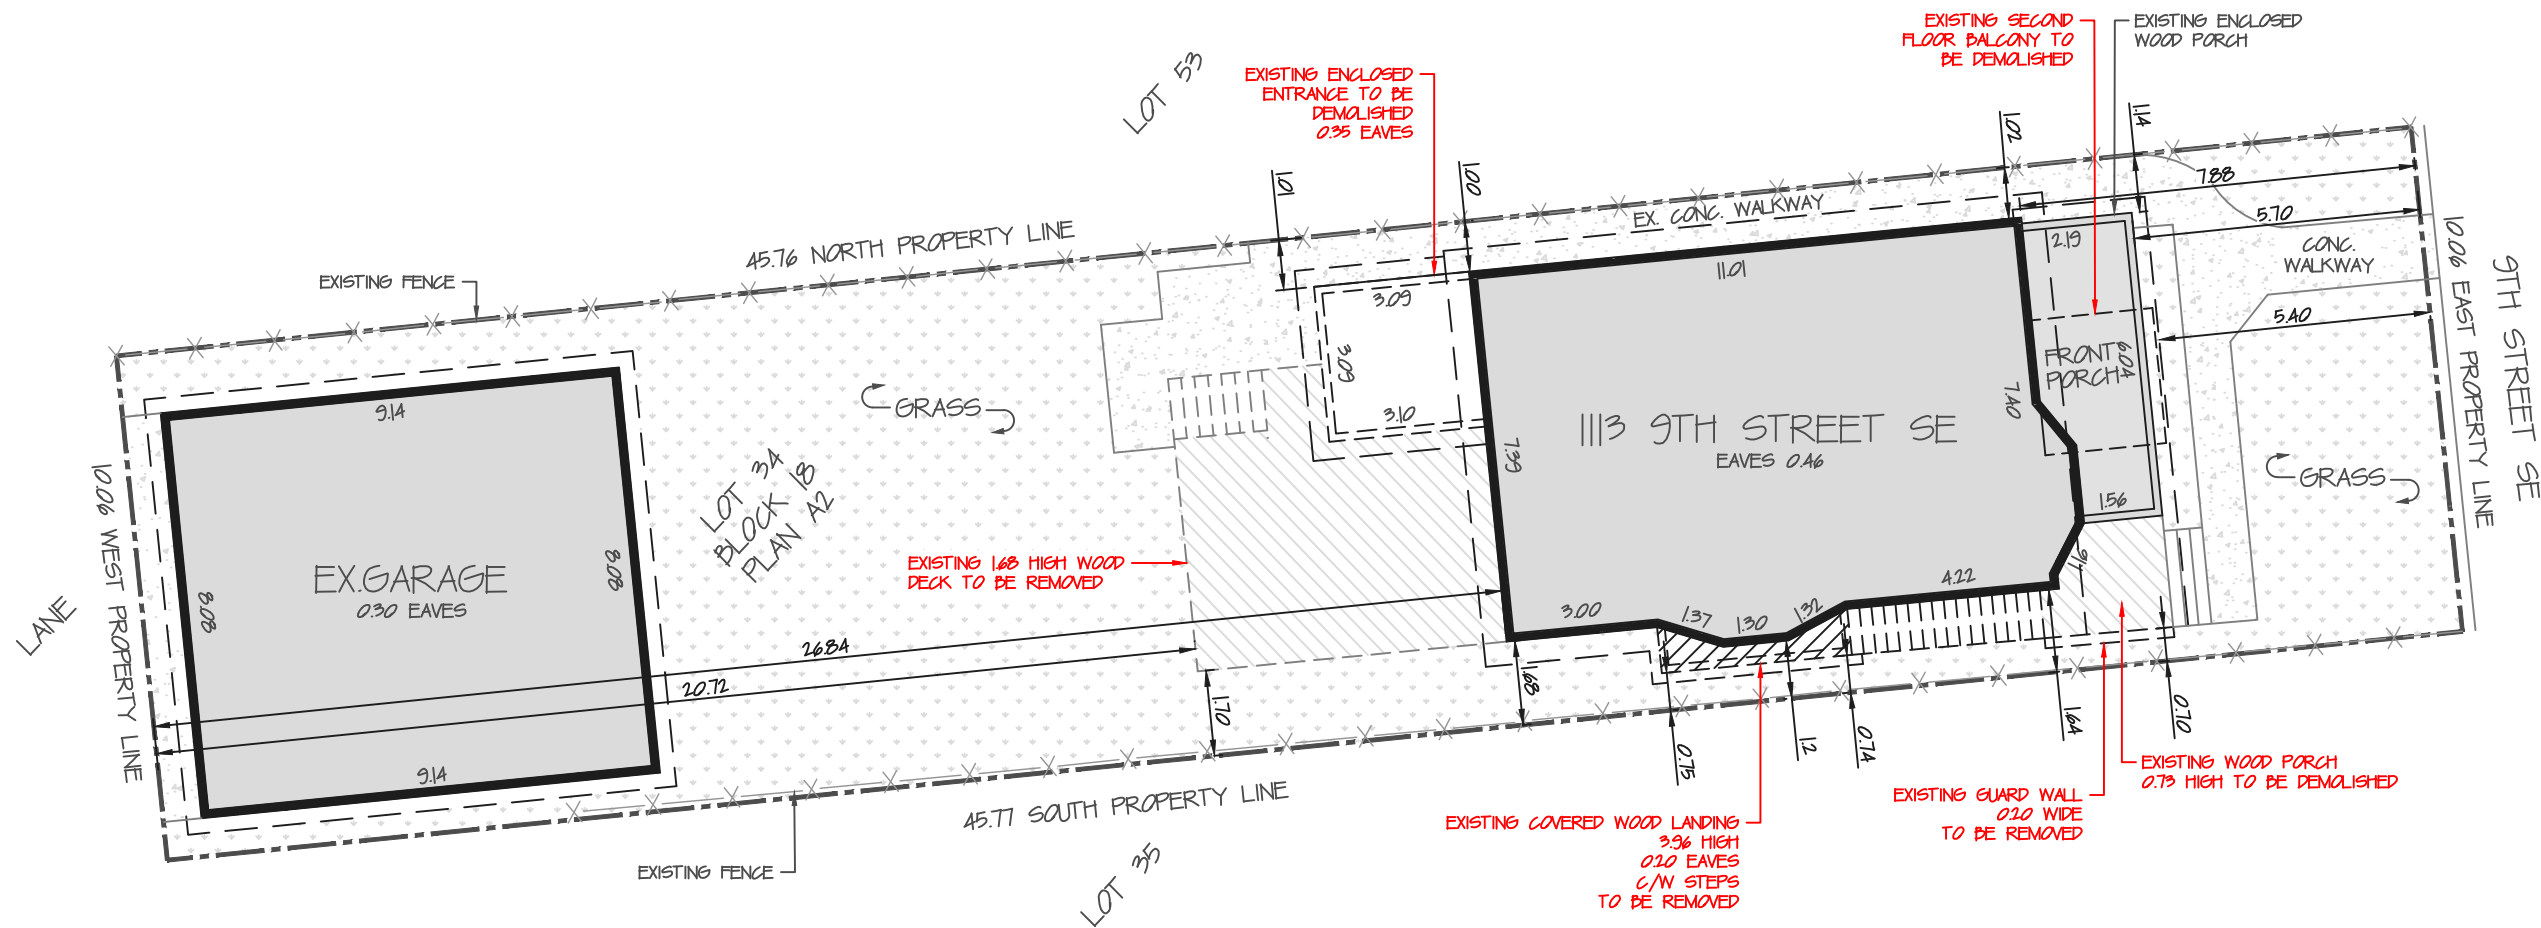 EXISTING SECOND
FLOOR BALCONY TO
BE DEMOLISHED
EXISTING ENCLOSED
WOOD PORCH
EXISTING ENCLOSED
ENTRANCE TO BE
DEMOLISHED
0.35 EAVES
LOT 53
1.01
1.00
1.02
1.14
7.88
5.70
EX. CONC. WALKWAY
45.76 NORTH PROPERTY LINE
EXISTING FENCE
CONC.
WALKWAY
10.06 EAST PROPERTY LINE
9TH STREET SE
2.19
11.01
3.09
3.09
3.10
5.40
FRONT
PORCH
6.04
7.40
9.14
GRASS
1113 9TH STREET SE
EAVES 0.46
7.39
GRASS
1.56
LOT 34
BLOCK 18
PLAN A2
10.06 WEST PROPERTY LINE
LANE
EX.GARAGE
0.30 EAVES
8.08
8.08
EXISTING 1.68 HIGH WOOD
DECK TO BE REMOVED
1.76
4.22
3.00
1.37
1.30
1.32
26.84
20.72
9.14
1.70
1.68
0.75
1.2
0.74
1.64
0.70
EXISTING WOOD PORCH
0.73 HIGH TO BE DEMOLISHED
EXISTING GUARD WALL
0.20 WIDE
TO BE REMOVED
EXISTING COVERED WOOD LANDING
3.96 HIGH
0.20 EAVES
C/W STEPS
TO BE REMOVED
45.77 SOUTH PROPERTY LINE
EXISTING FENCE
LOT 35